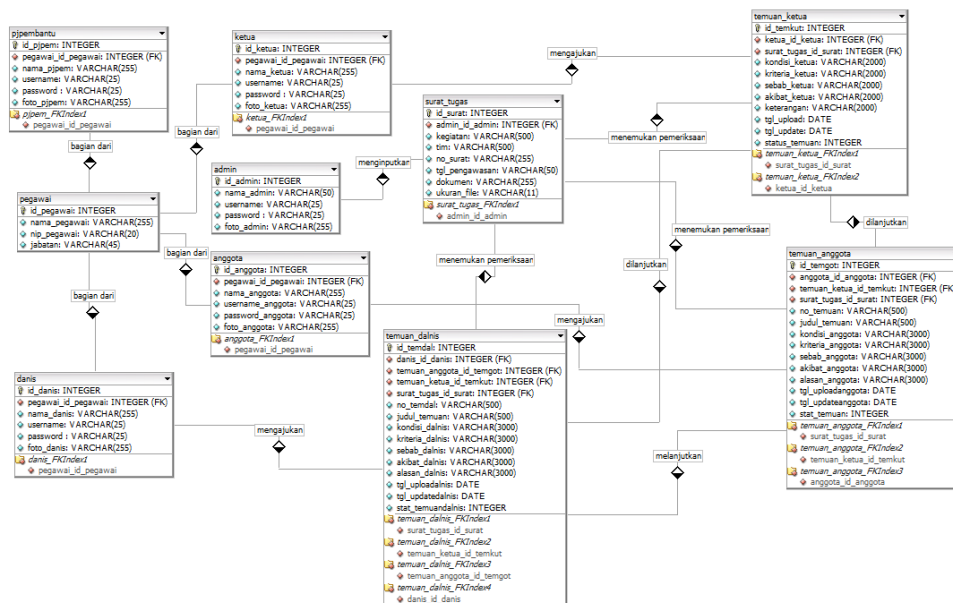 pjpembantu
id_pjpem: INTEGER
pegawai_id_pegawai: INTEGER (FK)
nama_pjpem: VARCHAR(255)
username: VARCHAR(25)
password : VARCHAR(25)
foto_pjpem: VARCHAR(255)
pjpem_FKIndex1
pegawai_id_pegawai
bagian dari
ketua
id_ketua: INTEGER
pegawai_id_pegawai: INTEGER (FK)
nama_ketua: VARCHAR(255)
username: VARCHAR(25)
password : VARCHAR(25)
foto_ketua: VARCHAR(255)
ketua_FKIndex1
pegawai_id_pegawai
bagian dari
mengajukan
temuan_ketua
id_temkut: INTEGER
ketua_id_ketua: INTEGER (FK)
surat_tugas_id_surat: INTEGER (FK)
kondisi_ketua: VARCHAR(2000)
kriteria_ketua: VARCHAR(2000)
sebab_ketua: VARCHAR(2000)
akibat_ketua: VARCHAR(2000)
keterangan: VARCHAR(2000)
tgl_upload: DATE
tgl_update: DATE
status_temuan: INTEGER
temuan_ketua_FKIndex1
surat_tugas_id_surat
temuan_ketua_FKIndex2
ketua_id_ketua
surat_tugas
id_surat: INTEGER
admin_id_admin: INTEGER (FK)
kegiatan: VARCHAR(500)
tim: VARCHAR(500)
no_surat: VARCHAR(255)
tgl_pengawasan: VARCHAR(50)
dokumen: VARCHAR(255)
ukuran_file: VARCHAR(11)
surat_tugas_FKIndex1
admin_id_admin
menemukan pemeriksaan
menginputkan
admin
id_admin: INTEGER
nama_admin: VARCHAR(50)
username: VARCHAR(25)
password : VARCHAR(25)
foto_admin: VARCHAR(255)
pegawai
id_pegawai: INTEGER
nama_pegawai: VARCHAR(255)
nip_pegawai: VARCHAR(20)
jabatan: VARCHAR(45)
bagian dari
bagian dari
anggota
id_anggota: INTEGER
pegawai_id_pegawai: INTEGER (FK)
nama_anggota: VARCHAR(255)
username_anggota: VARCHAR(25)
password_anggota: VARCHAR(25)
foto_anggota: VARCHAR(255)
anggota_FKIndex1
pegawai_id_pegawai
menemukan pemeriksaan
dilanjutkan
menemukan pemeriksaan
dilanjutkan
mengajukan
temuan_anggota
id_temgot: INTEGER
anggota_id_anggota: INTEGER (FK)
temuan_ketua_id_temkut: INTEGER (FK)
surat_tugas_id_surat: INTEGER (FK)
no_temuan: VARCHAR(500)
judul_temuan: VARCHAR(500)
kondisi_anggota: VARCHAR(3000)
kriteria_anggota: VARCHAR(3000)
sebab_anggota: VARCHAR(3000)
akibat_anggota: VARCHAR(3000)
alasan_anggota: VARCHAR(3000)
tgl_uploadanggota: DATE
tgl_updateanggota: DATE
stat_temuan: INTEGER
temuan_anggota_FKIndex1
surat_tugas_id_surat
temuan_anggota_FKIndex2
temuan_ketua_id_temkut
temuan_anggota_FKIndex3
anggota_id_anggota
danis
id_danis: INTEGER
pegawai_id_pegawai: INTEGER (FK)
nama_danis: VARCHAR(255)
username: VARCHAR(25)
password : VARCHAR(25)
foto_danis: VARCHAR(255)
danis_FKIndex1
pegawai_id_pegawai
mengajukan
temuan_dalnis
id_temdal: INTEGER
danis_id_danis: INTEGER (FK)
temuan_anggota_id_temgot: INTEGER (FK)
temuan_ketua_id_temkut: INTEGER (FK)
surat_tugas_id_surat: INTEGER (FK)
no_temdal: VARCHAR(500)
judul_temuan: VARCHAR(500)
kondisi_dalnis: VARCHAR(3000)
kriteria_dalnis: VARCHAR(3000)
sebab_dalnis: VARCHAR(3000)
akibat_dalnis: VARCHAR(3000)
alasan_dalnis: VARCHAR(3000)
tgl_uploadalnis: DATE
tgl_updatedalnis: DATE
stat_temuandalnis: INTEGER
temuan_dalnis_FKIndex1
surat_tugas_id_surat
temuan_dalnis_FKIndex2
temuan_ketua_id_temkut
temuan_dalnis_FKIndex3
temuan_anggota_id_temgot
temuan_dalnis_FKIndex4
danis_id_danis
melanjutkan